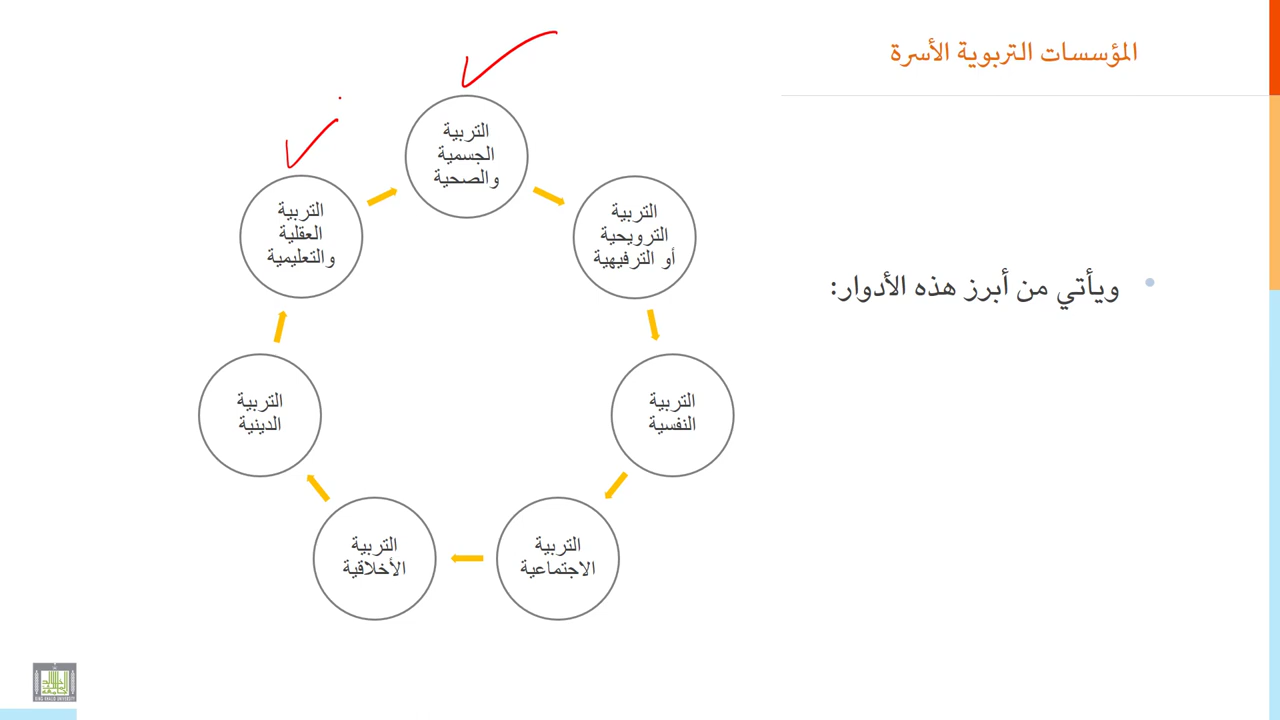 المؤسسات التربوية الأسرة
ويأتي من أبرز هذه الأدوار:
التربية
الجسمية
والصحية
التربية
الترويحية
أو الترفيهية
التربية
النفسية
التربية
الاجتماعية
التربية
الأخلاقية
التربية
الدينية
التربية
العقلية
والتعليمية